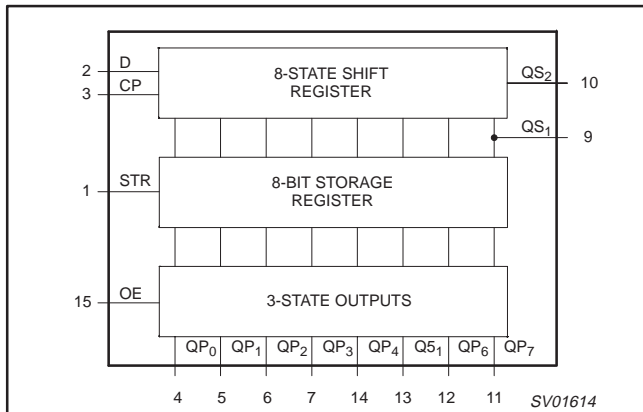 2 D
3 CP
8-STATE SHIFT
REGISTER
QS2 10
QS1 9
1 STR
8-BIT STORAGE
REGISTER
15 OE
3-STATE OUTPUTS
QP0 QP1 QP2 QP3 QP4 Q51 QP6 QP7
4 5 6 7 14 13 12 11
SV01614